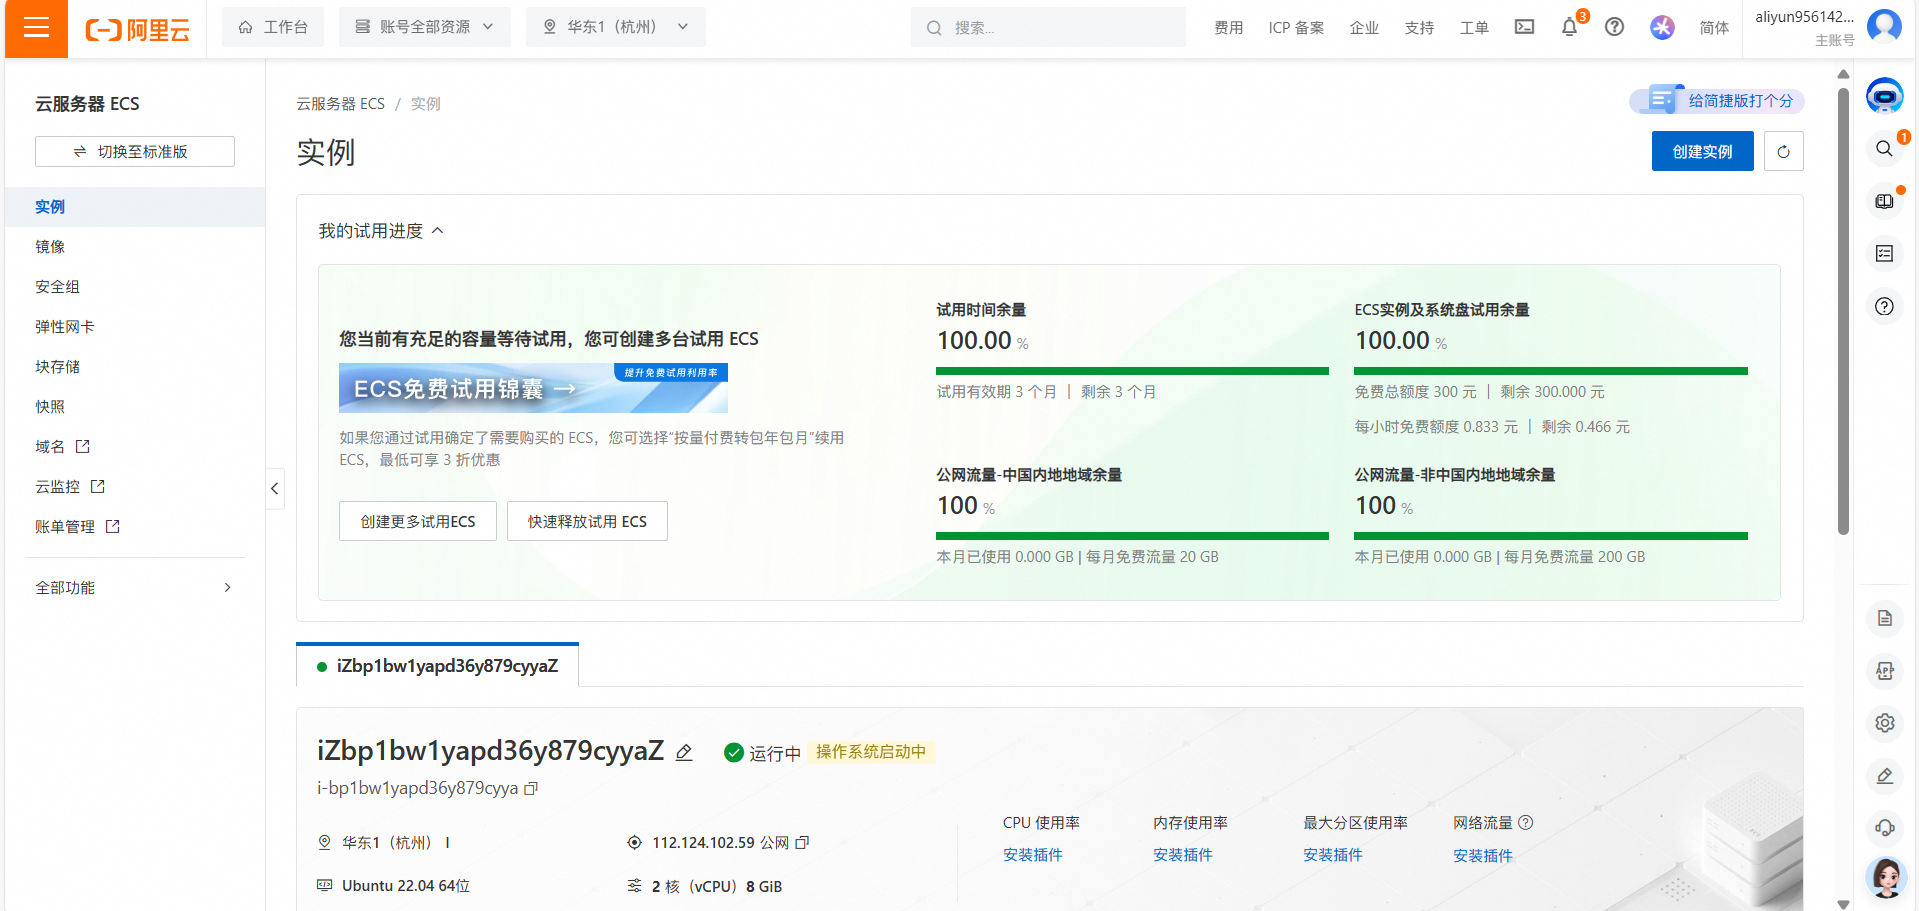 阿里云
工作台
账号全部资源
华东1（杭州）
搜索...
费用
ICP 备案
企业
支持
工单
3
简体
aliyun956142...
主账号
云服务器 ECS
切换至标准版
实例
镜像
安全组
弹性网卡
块存储
快照
域名
云监控
账单管理
全部功能
云服务器 ECS / 实例
给简捷版打个分
实例
创建实例
我的试用进度
您当前有充足的容量等待试用，您可创建多台试用 ECS
提升免费试用利用率
ECS免费试用锦囊 →
如果您通过试用确定了需要购买的 ECS，您可选择“按量付费转包年包月”续用
ECS，最低可享 3 折优惠
创建更多试用ECS
快速释放试用 ECS
试用时间余量
100.00 %
试用有效期 3 个月 | 剩余 3 个月
ECS实例及系统盘试用余量
100.00 %
免费总额度 300 元 | 剩余 300.000 元
每小时免费额度 0.833 元 | 剩余 0.466 元
公网流量-中国内地地域余量
100 %
本月已使用 0.000 GB | 每月免费流量 20 GB
公网流量-非中国内地地域余量
100 %
本月已使用 0.000 GB | 每月免费流量 200 GB
iZbp1bw1yapd36y879cyyaZ
iZbp1bw1yapd36y879cyyaZ
运行中
操作系统启动中
i-bp1bw1yapd36y879cyya
华东1（杭州） I
112.124.102.59 公网
Ubuntu 22.04 64位
2 核（vCPU）8 GiB
CPU 使用率
安装插件
内存使用率
安装插件
最大分区使用率
安装插件
网络流量
安装插件
1
APP